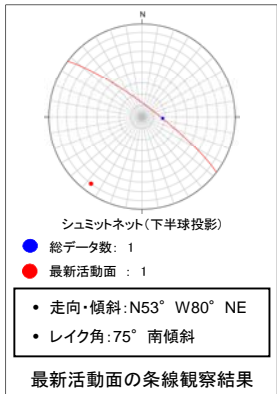 N
シュミットネット(下半球投影)
総データ数: 1
最新活動面 : 1
• 走向・傾斜:N53° W80° NE
• レイク角:75° 南傾斜
最新活動面の条線観察結果